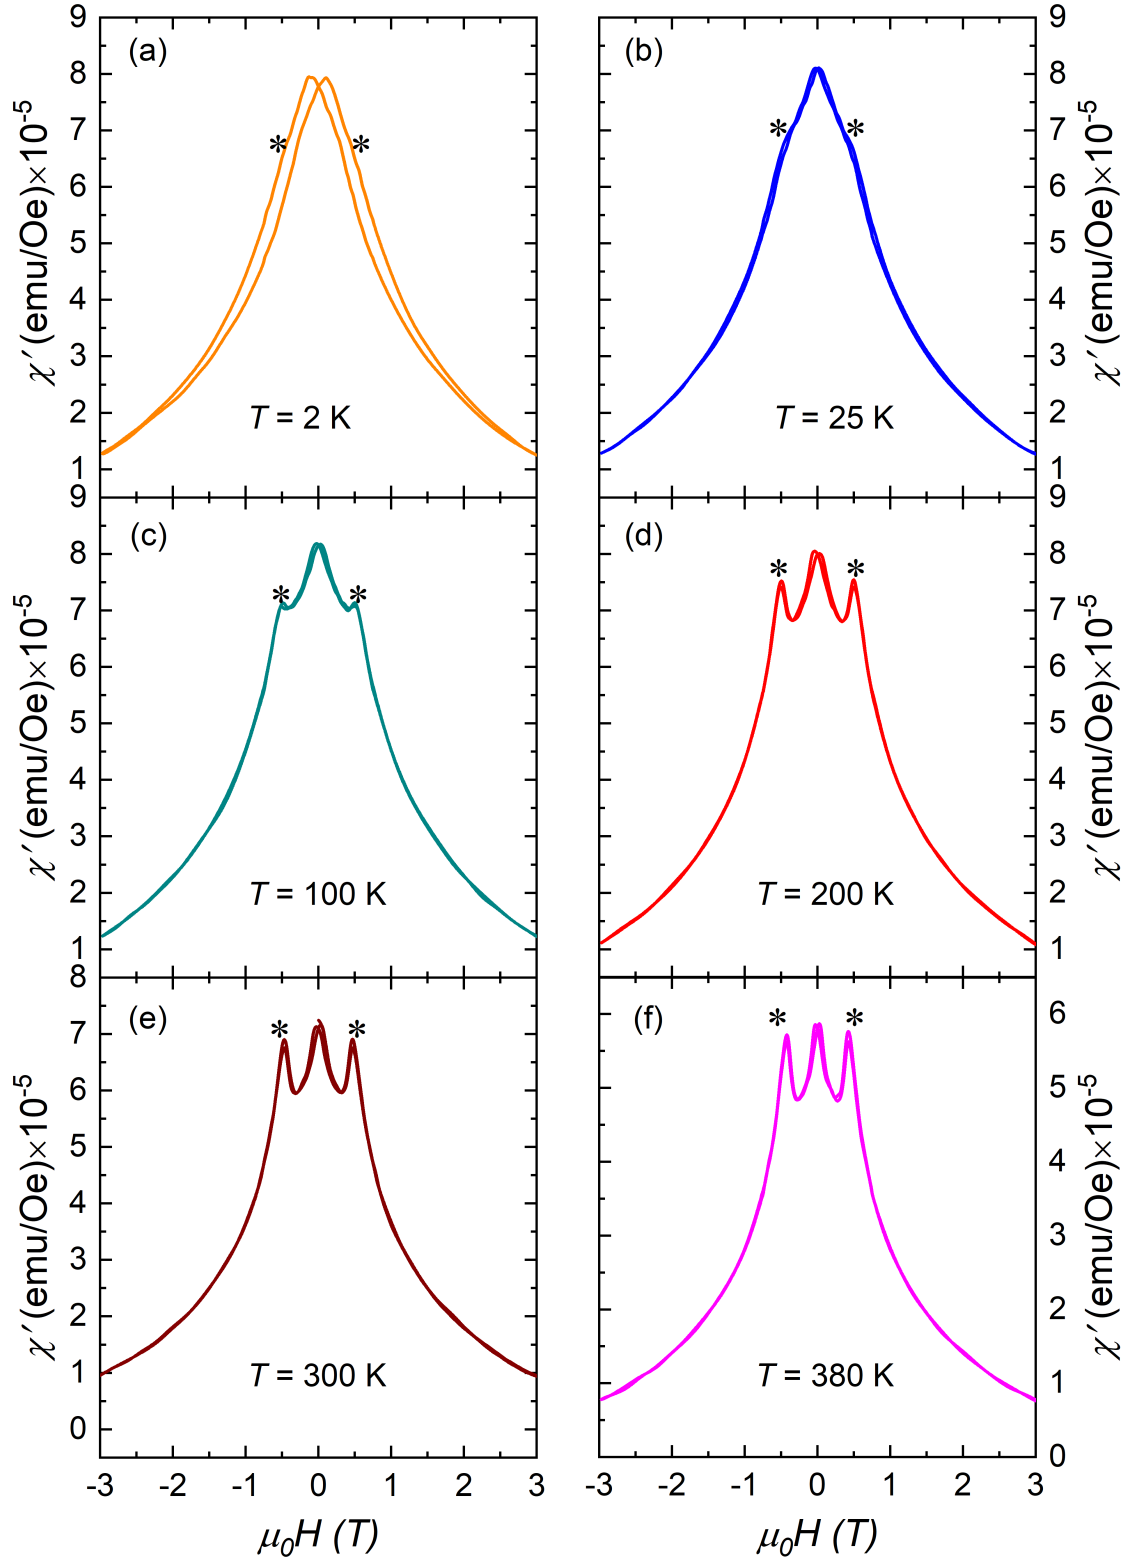 (a)
*
*
T = 2 K
χ′(emu/Oe)×10-5
9
8
7
6
5
4
3
2
1
(b)
*
*
T = 25 K
χ′(emu/Oe)×10-5
9
8
7
6
5
4
3
2
1
(c)
*
*
T = 100 K
χ′(emu/Oe)×10-5
9
8
7
6
5
4
3
2
1
(d)
*
*
T = 200 K
χ′(emu/Oe)×10-5
9
8
7
6
5
4
3
2
1
(e)
*
*
T = 300 K
χ′(emu/Oe)×10-5
8
7
6
5
4
3
2
1
0
-3 -2 -1 0 1 2 3
μ0H (T)
(f)
*
*
T = 380 K
χ′(emu/Oe)×10-5
6
5
4
3
2
1
0
-3 -2 -1 0 1 2 3
μ0H (T)